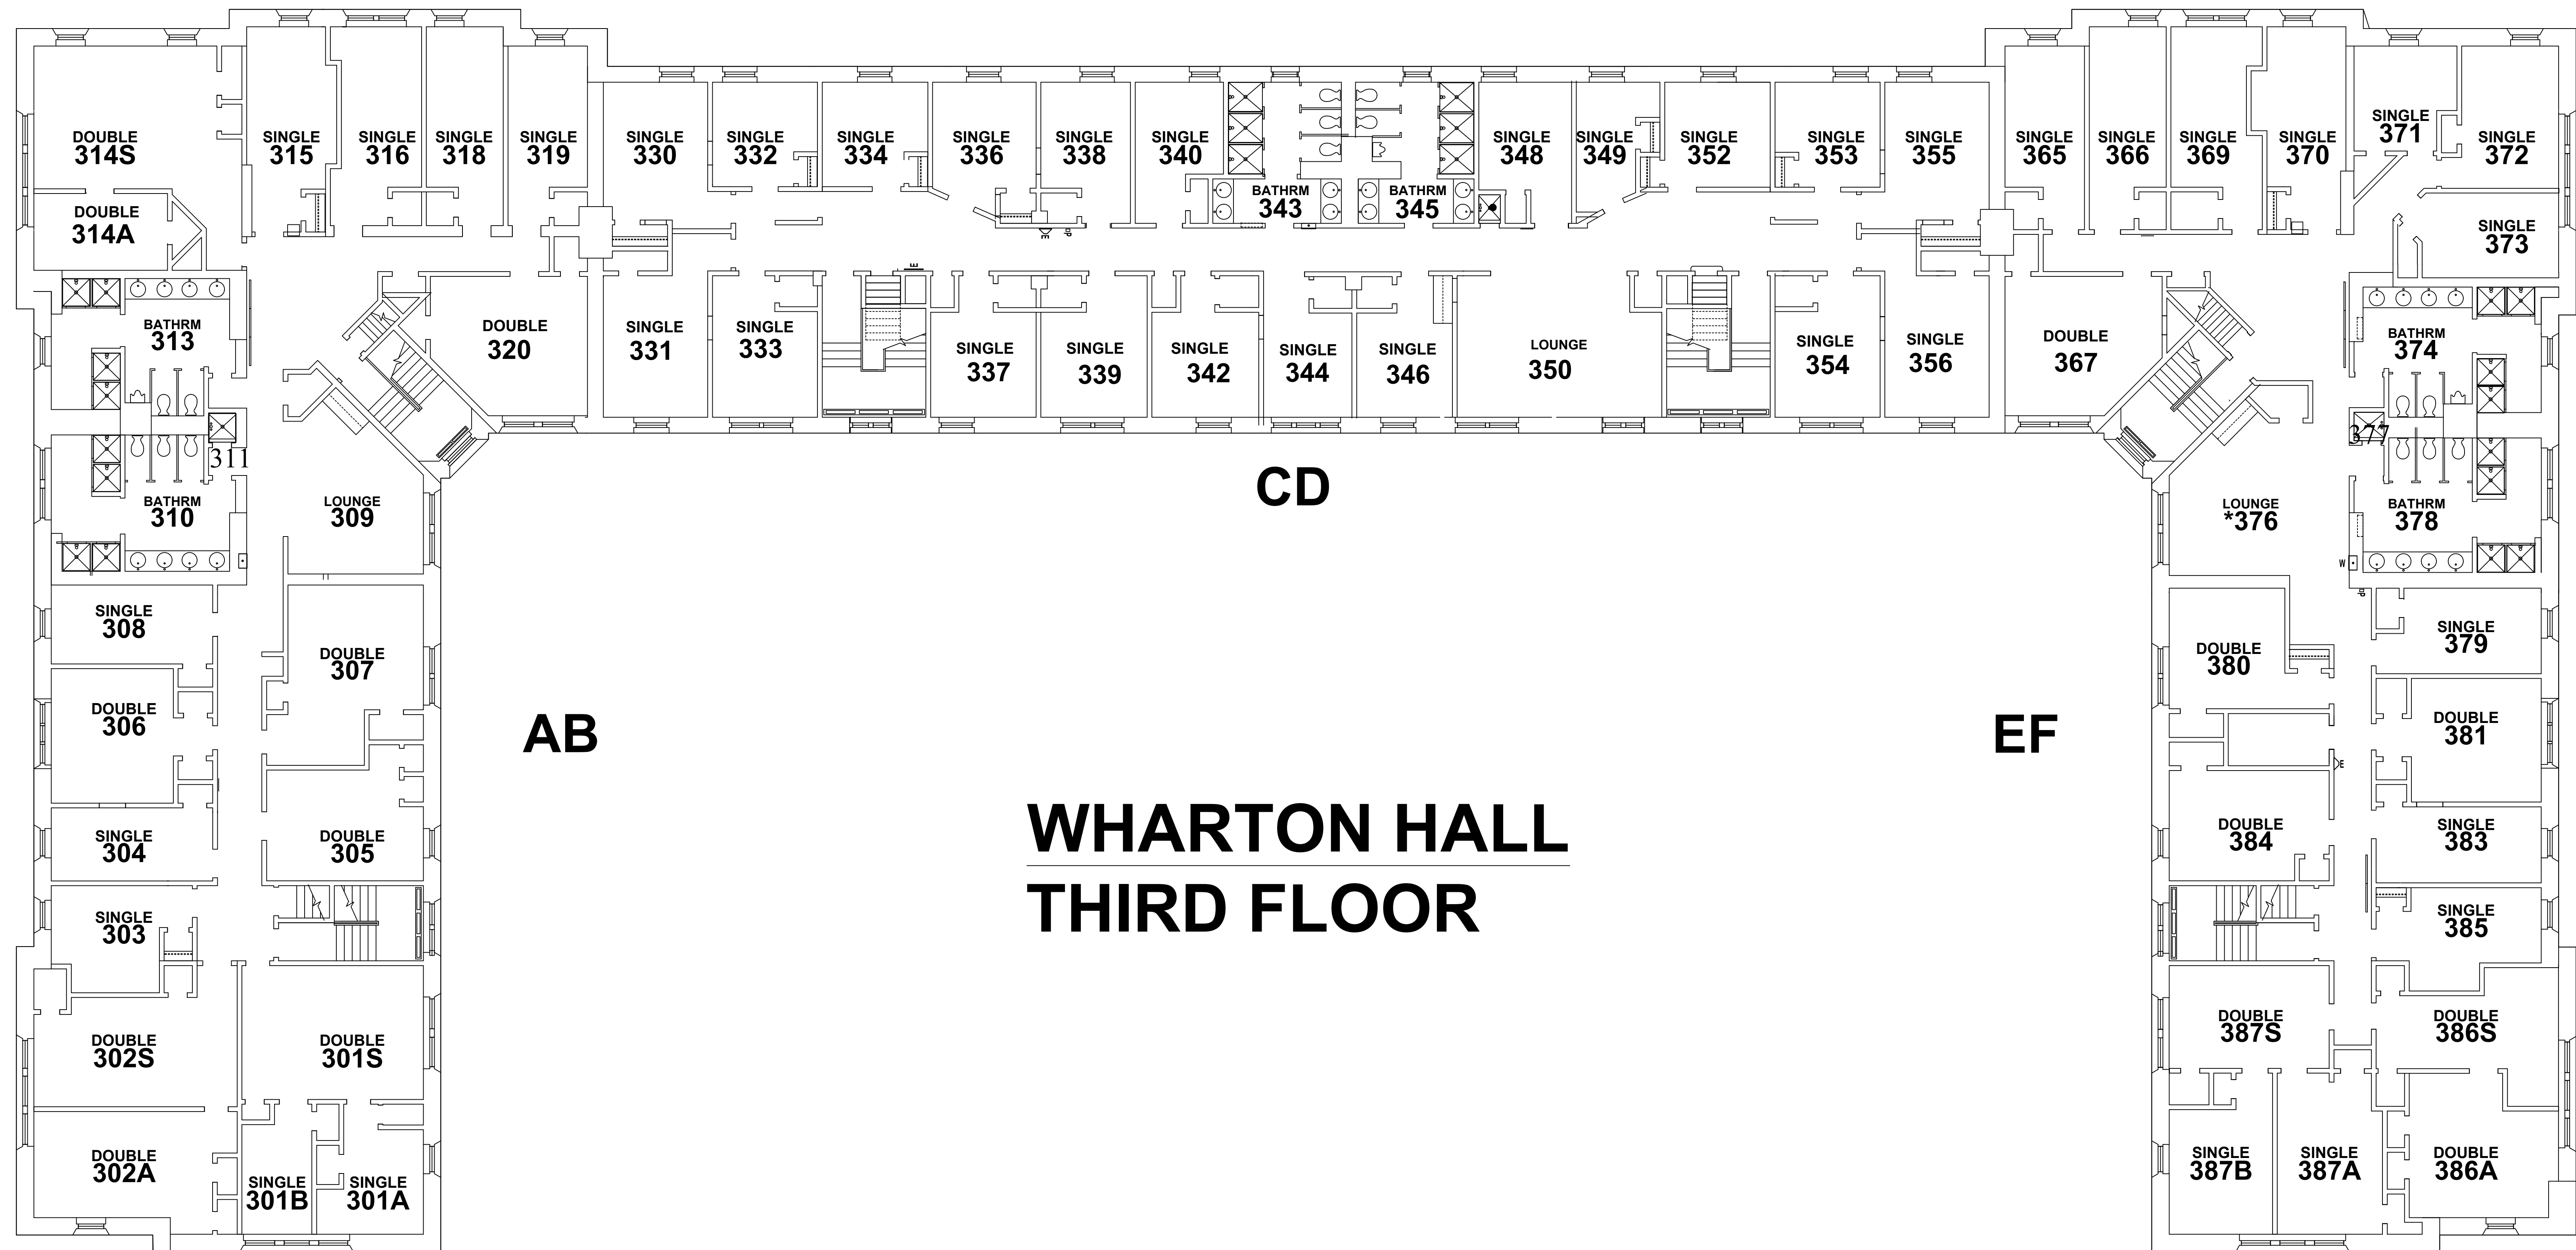 DOUBLE
314S
DOUBLE
314A
SINGLE
315
SINGLE
316
SINGLE
318
SINGLE
319
SINGLE
330
SINGLE
332
SINGLE
334
SINGLE
336
SINGLE
338
SINGLE
340
BATHRM
343
BATHRM
345
SINGLE
348
SINGLE
349
SINGLE
352
SINGLE
353
SINGLE
355
SINGLE
365
SINGLE
366
SINGLE
369
SINGLE
370
SINGLE
371
SINGLE
372
SINGLE
373
E
P
E
BATHRM
313
311
BATHRM
310
LOUNGE
309
DOUBLE
320
SINGLE
331
SINGLE
333
SINGLE
337
SINGLE
339
SINGLE
342
SINGLE
344
SINGLE
346
LOUNGE
350
SINGLE
354
SINGLE
356
DOUBLE
367
BATHRM
374
377
BATHRM
378
LOUNGE
*376
W
P
CD
SINGLE
308
DOUBLE
307
DOUBLE
306
SINGLE
304
DOUBLE
305
SINGLE
303
DOUBLE
302S
DOUBLE
301S
DOUBLE
302A
SINGLE
301B
SINGLE
301A
AB
EF
WHARTON HALL
THIRD FLOOR
SINGLE
379
DOUBLE
380
DOUBLE
381
E
DOUBLE
384
SINGLE
383
SINGLE
385
DOUBLE
387S
DOUBLE
386S
SINGLE
387B
SINGLE
387A
DOUBLE
386A